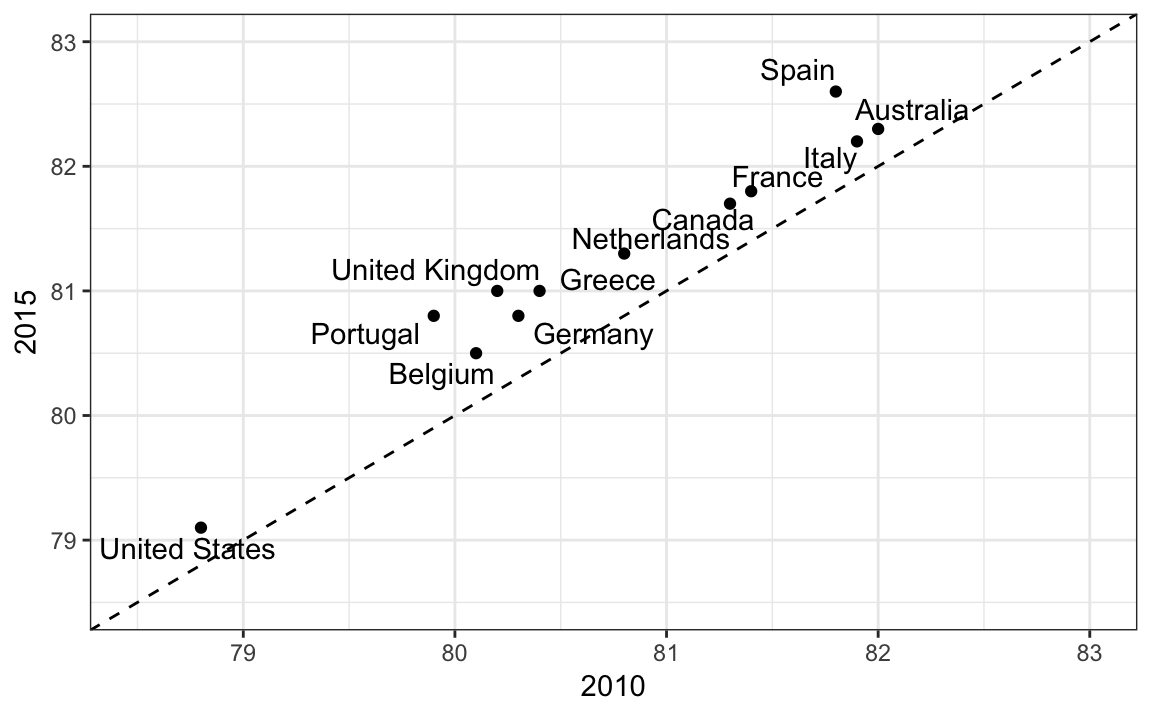 83
82
81
80
79
2015
Spain
Australia
Italy
France
Canada
Netherlands
United Kingdom
Greece
Portugal
Germany
Belgium
United States
79
80
81
82
83
2010